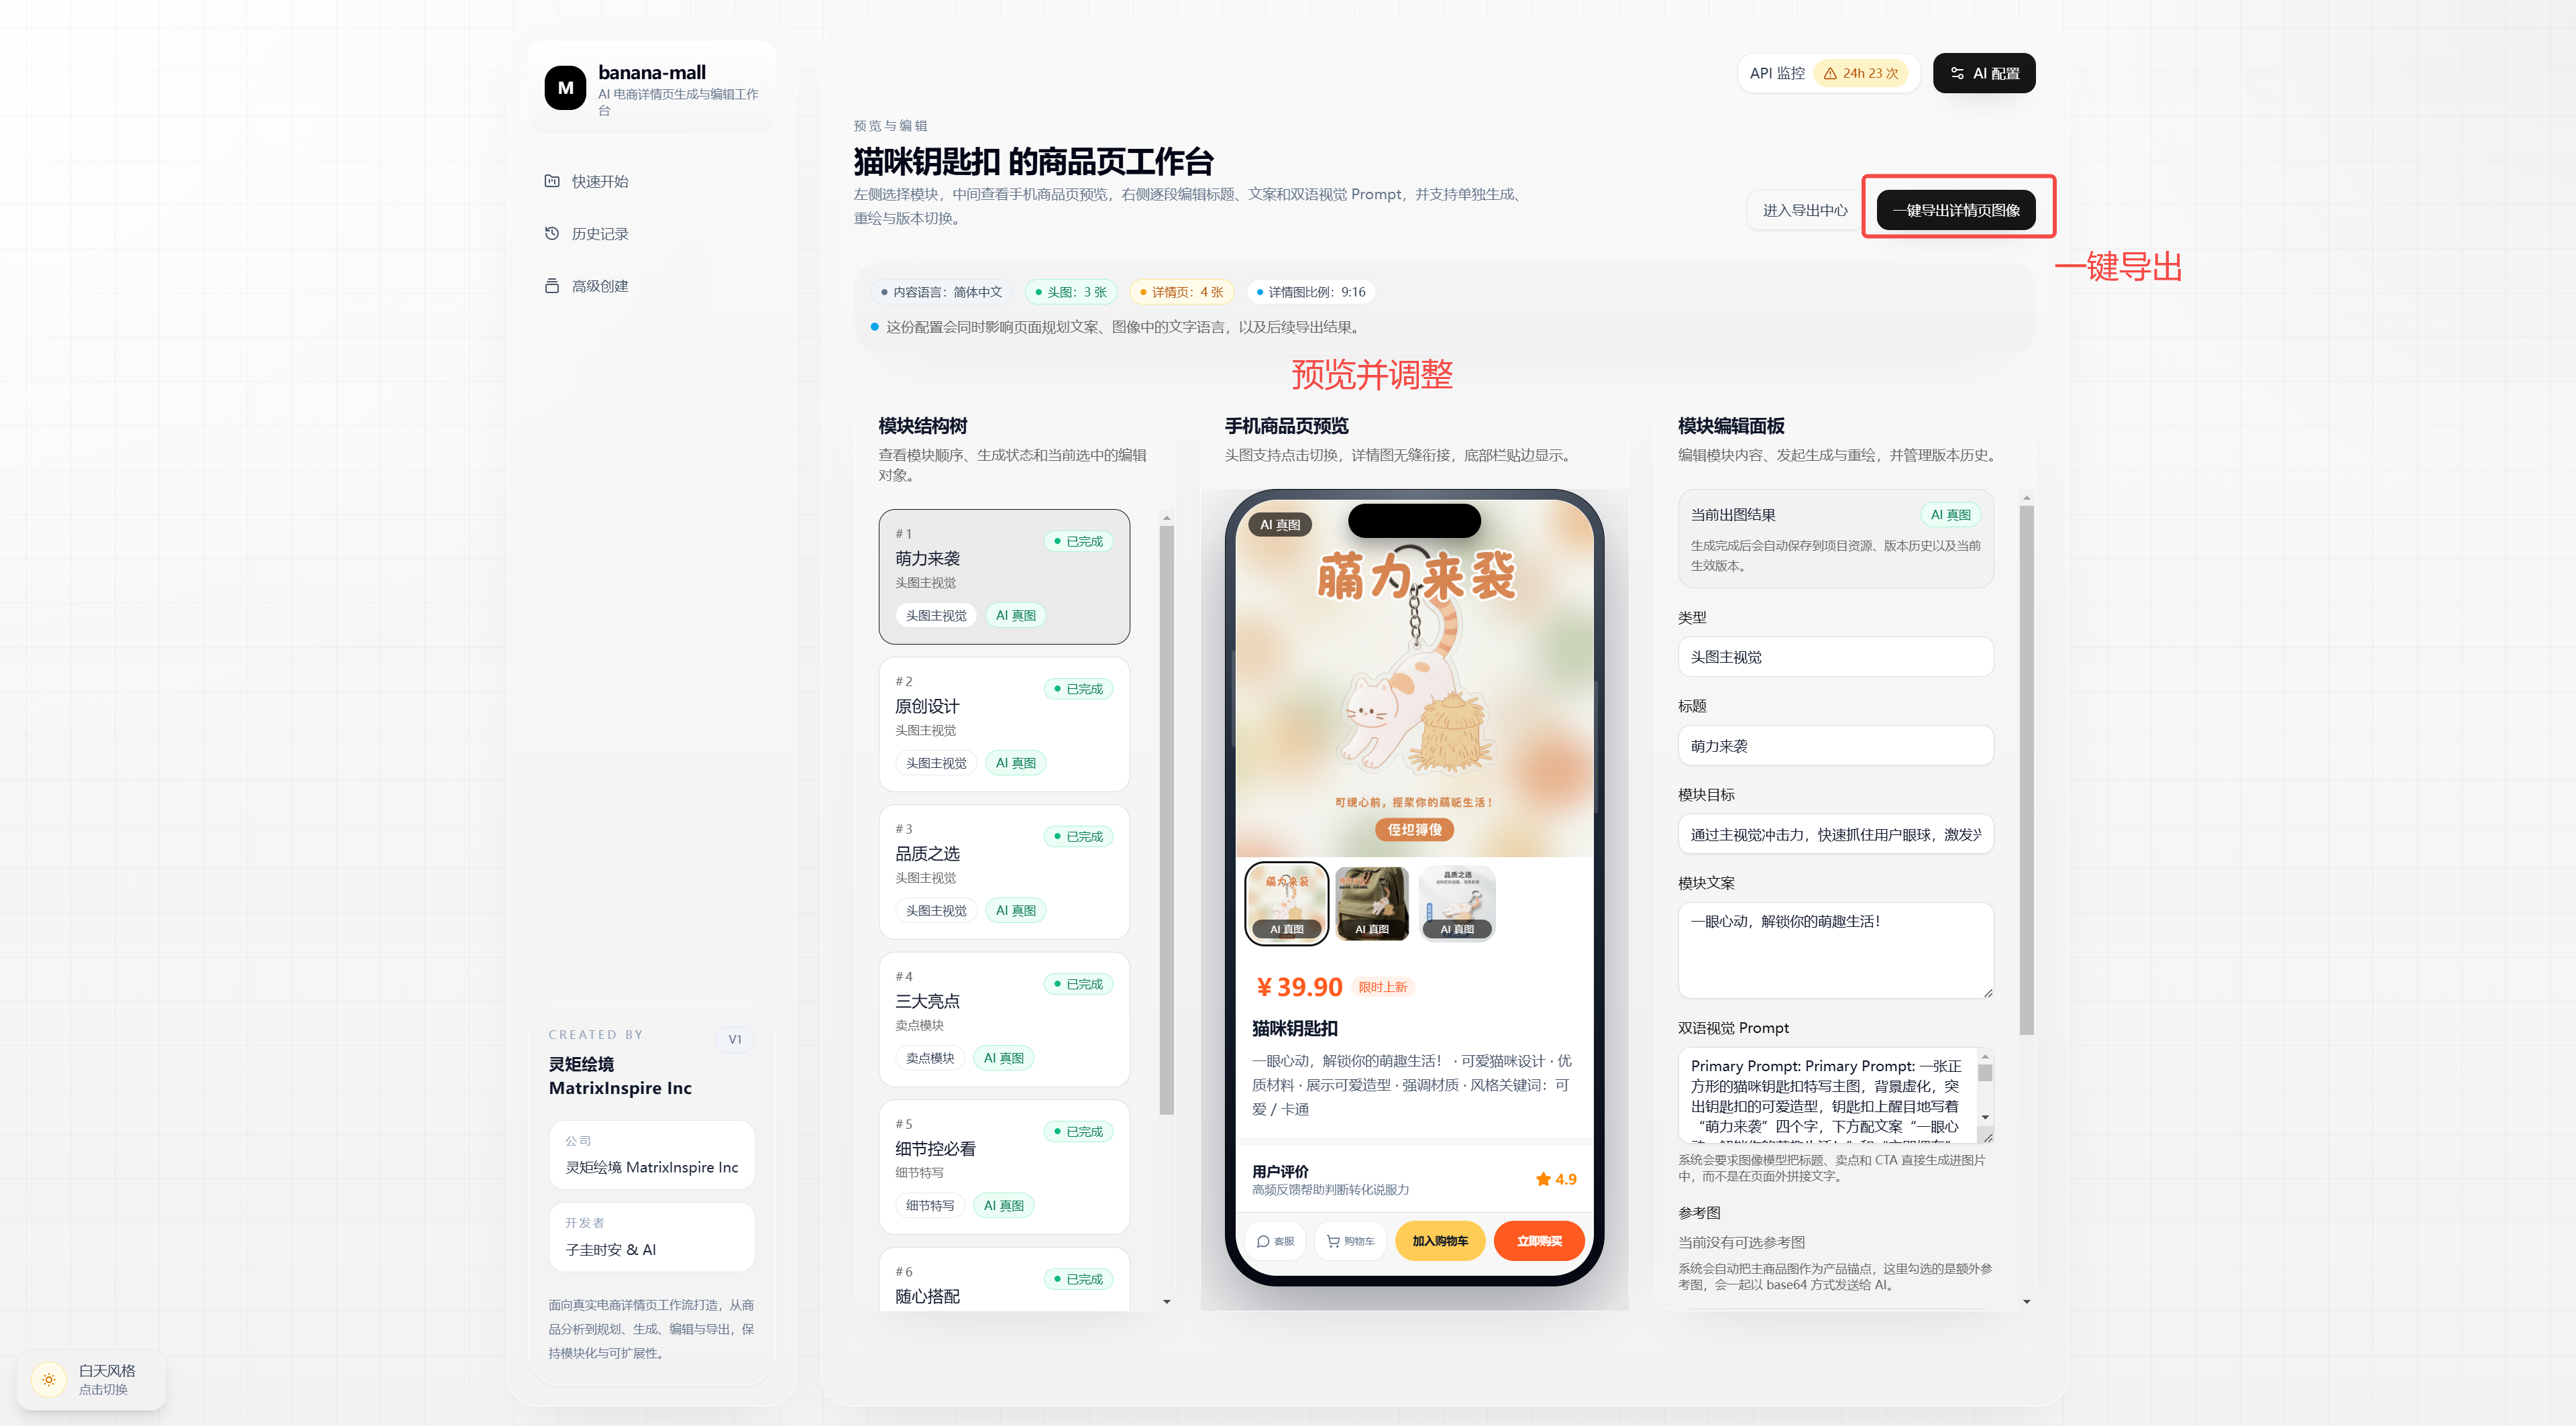 M
banana-mall
AI 电商详情页生成与编辑工作
台
快速开始
历史记录
高级创建
API 监控
24h 23 次
AI 配置
预览与编辑
猫咪钥匙扣 的商品页工作台
左侧选择模块，中间查看手机商品页预览，右侧逐段编辑标题、文案和双语视觉 Prompt，并支持单独生成、
重绘与版本切换。
进入导出中心
一键导出详情页图像
一键导出
内容语言：简体中文
头图：3 张
详情页：4 张
详情图比例：9:16
这份配置会同时影响页面规划文案、图像中的文字语言，以及后续导出结果。
预览并调整
模块结构树
查看模块顺序、生成状态和当前选中的编辑
对象。
#1
已完成
萌力来袭
头图主视觉
头图主视觉
AI 真图
#2
已完成
原创设计
头图主视觉
头图主视觉
AI 真图
#3
已完成
品质之选
头图主视觉
头图主视觉
AI 真图
#4
已完成
三大亮点
卖点模块
卖点模块
AI 真图
#5
已完成
细节控必看
细节特写
细节特写
AI 真图
#6
已完成
随心搭配
手机商品页预览
头图支持点击切换，详情图无缝衔接，底部栏贴边显示。
AI 真图
力来
你的
生活！
品质之选
AI 真图
AI 真图
AI 真图
¥ 39.90
限时上新
猫咪钥匙扣
一眼心动，解锁你的萌趣生活！ · 可爱猫咪设计 · 优
质材料 · 展示可爱造型 · 强调材质 · 风格关键词：可
爱 / 卡通
用户评价
高频反馈帮助判断转化说服力
4.9
客服
购物车
加入购物车
立即购买
模块编辑面板
编辑模块内容、发起生成与重绘，并管理版本历史。
当前出图结果
AI 真图
生成完成后会自动保存到项目资源、版本历史以及当前
生效版本。
类型
头图主视觉
标题
萌力来袭
模块目标
通过主视觉冲击力，快速抓住用户眼球，激发
模块文案
一眼心动，解锁你的萌趣生活！
双语视觉 Prompt
Primary Prompt: Primary Prompt: 一张正
方形的猫咪钥匙扣特写主图，背景虚化，突
出钥匙扣的可爱造型，钥匙扣上醒目地写着
“萌力来袭”四个字，下方配文案“一眼心
系统会要求图像模型把标题、卖点和 CTA 直接生成进图片
中，而不是在页面外拼接文字。
参考图
当前没有可选参考图
系统会自动把主商品图作为产品锚点，这里勾选的是额外参
考图，会一起以 base64 方式发送给 AI。
CREATED BY
V1
灵矩绘境
MatrixInspire Inc
公司
灵矩绘境 MatrixInspire Inc
开发者
子圭时安 & AI
面向真实电商详情页工作流打造，从商
品分析到规划、生成、编辑与导出，保
持模块化与可扩展性。
白天风格
点击切换